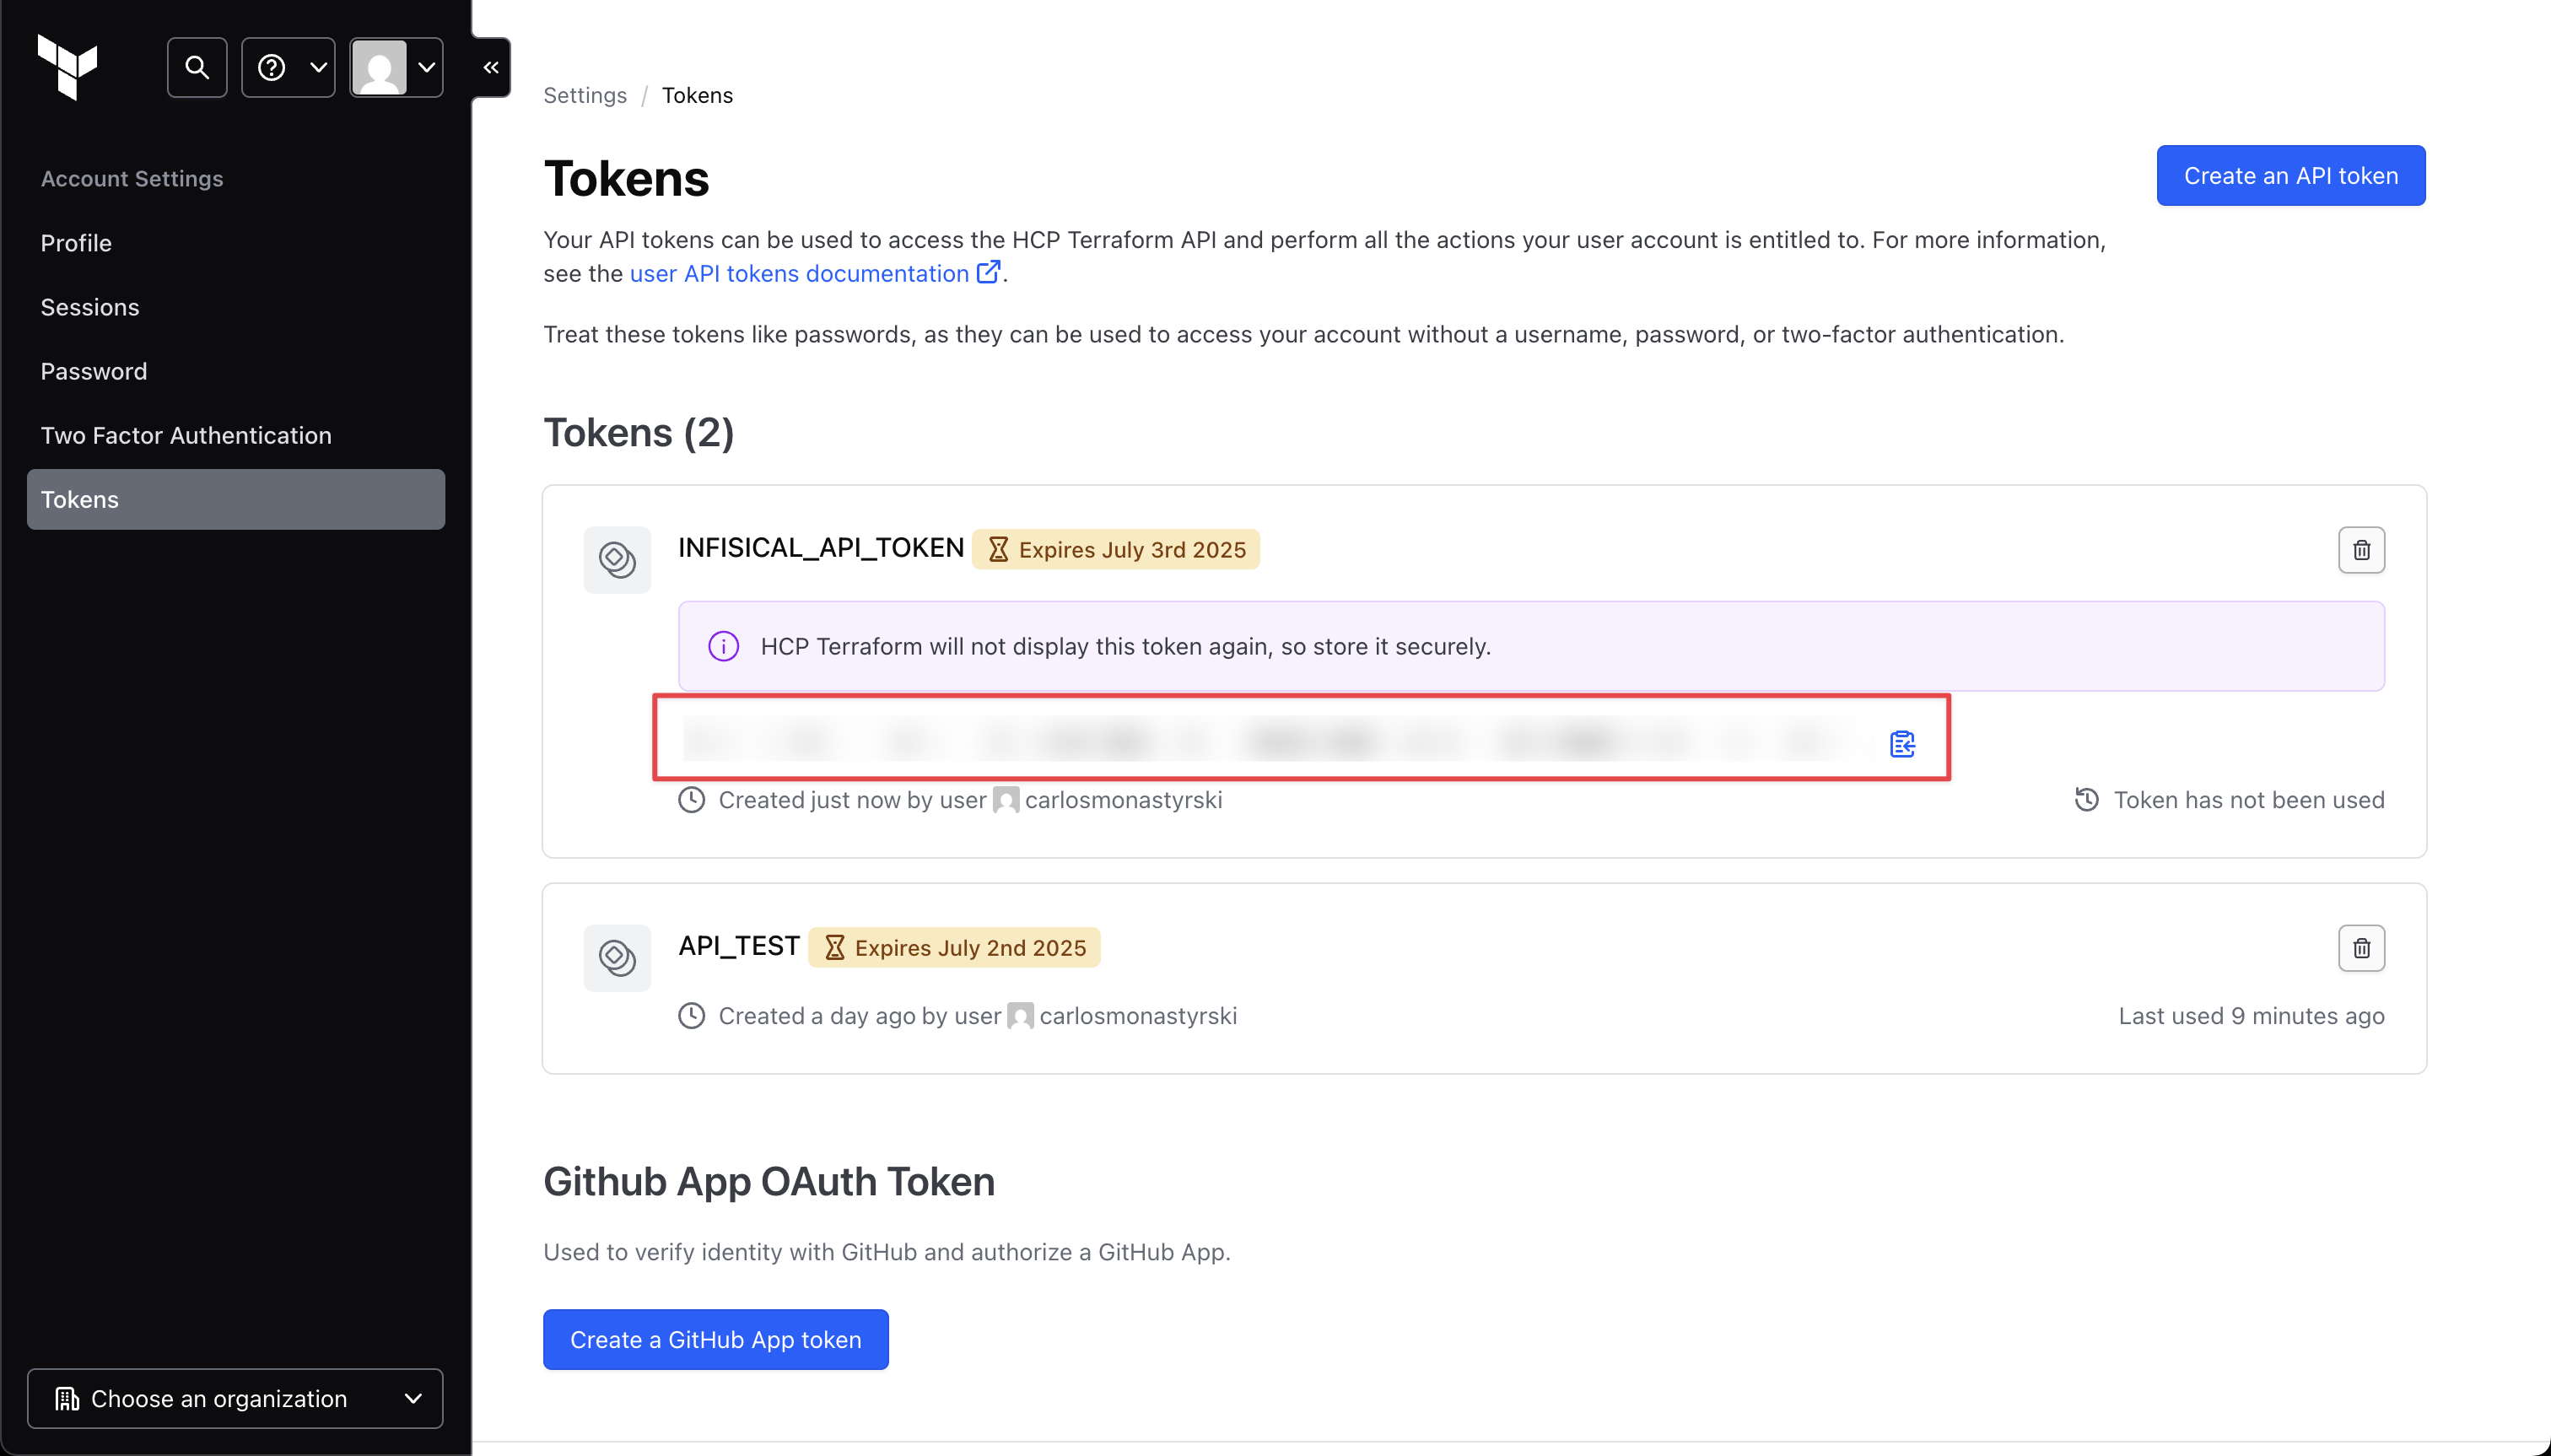 Account Settings
Profile
Sessions
Password
Two Factor Authentication
Tokens
Choose an organization
Settings / Tokens
Tokens
Create an API token
Your API tokens can be used to access the HCP Terraform API and perform all the actions your user account is entitled to. For more information,
see the user API tokens documentation.
Treat these tokens like passwords, as they can be used to access your account without a username, password, or two-factor authentication.
Tokens (2)
INFISICAL_API_TOKEN Expires July 3rd 2025
HCP Terraform will not display this token again, so store it securely.
Created just now by user carlosmonastyrski
Token has not been used
API_TEST Expires July 2nd 2025
Created a day ago by user carlosmonastyrski
Last used 9 minutes ago
Github App OAuth Token
Used to verify identity with GitHub and authorize a GitHub App.
Create a GitHub App token